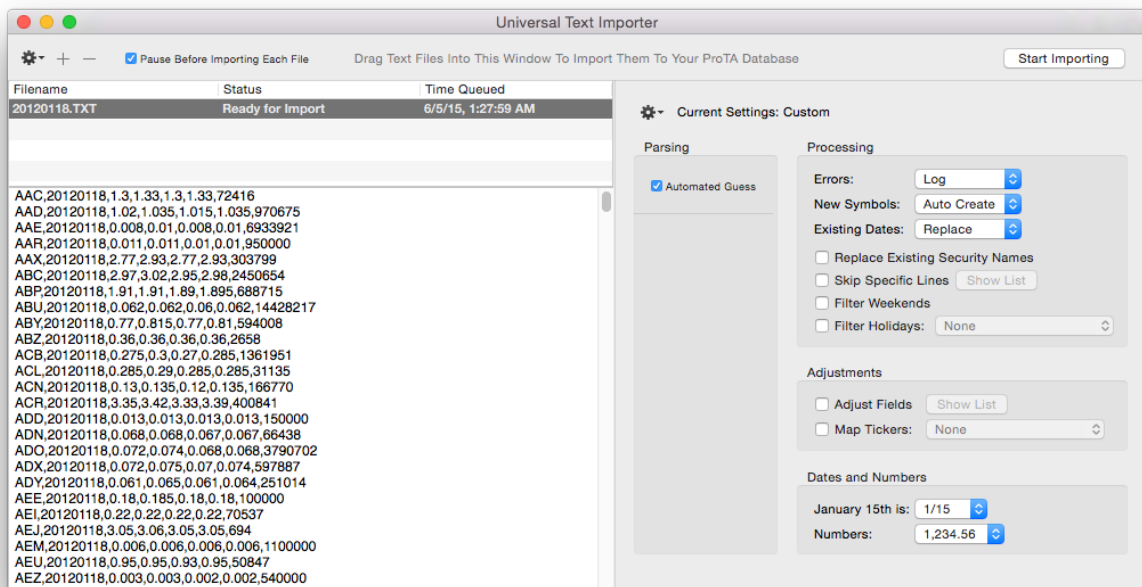 Universal Text Importer
Pause Before Importing Each File
Drag Text Files Into This Window To Import Them To Your ProTA Database
Start Importing
Filename Status Time Queued
20120118.TXT Ready for Import 6/5/15, 1:27:59 AM
AAC,20120118,1.3,1.33,1.3,1.33,72416
AAD,20120118,1.02,1.035,1.015,1.035,970675
AAE,20120118,0.008,0.01,0.008,0.01,6933921
AAR,20120118,0.011,0.011,0.01,0.01,950000
AAX,20120118,2.77,2.93,2.77,2.93,303799
ABC,20120118,2.97,3.02,2.95,2.98,2450654
ABP,20120118,1.91,1.91,1.89,1.895,688715
ABU,20120118,0.062,0.062,0.06,0.062,14428217
ABY,20120118,0.77,0.815,0.77,0.81,594008
ABZ,20120118,0.36,0.36,0.36,0.36,2658
ACB,20120118,0.275,0.3,0.27,0.285,1361951
ACL,20120118,0.285,0.29,0.285,0.285,31135
ACN,20120118,0.13,0.135,0.12,0.135,166770
ACR,20120118,3.35,3.42,3.33,3.39,400841
ADD,20120118,0.013,0.013,0.013,0.013,150000
ADN,20120118,0.068,0.068,0.067,0.067,66438
ADO,20120118,0.072,0.074,0.068,0.068,3790702
ADX,20120118,0.072,0.075,0.07,0.074,597887
ADY,20120118,0.061,0.065,0.061,0.064,251014
AEE,20120118,0.18,0.185,0.18,0.18,100000
AEI,20120118,0.22,0.22,0.22,0.22,70537
AEJ,20120118,3.05,3.06,3.05,3.05,694
AEM,20120118,0.006,0.006,0.006,0.006,1100000
AEU,20120118,0.95,0.95,0.93,0.95,50847
AEZ,20120118,0.003,0.003,0.002,0.002,540000
Current Settings: Custom
Parsing
Automated Guess
Processing
Errors: Log
New Symbols: Auto Create
Existing Dates: Replace
Replace Existing Security Names
Skip Specific Lines Show List
Filter Weekends
Filter Holidays: None
Adjustments
Adjust Fields Show List
Map Tickers: None
Dates and Numbers
January 15th is: 1/15
Numbers: 1,234.56